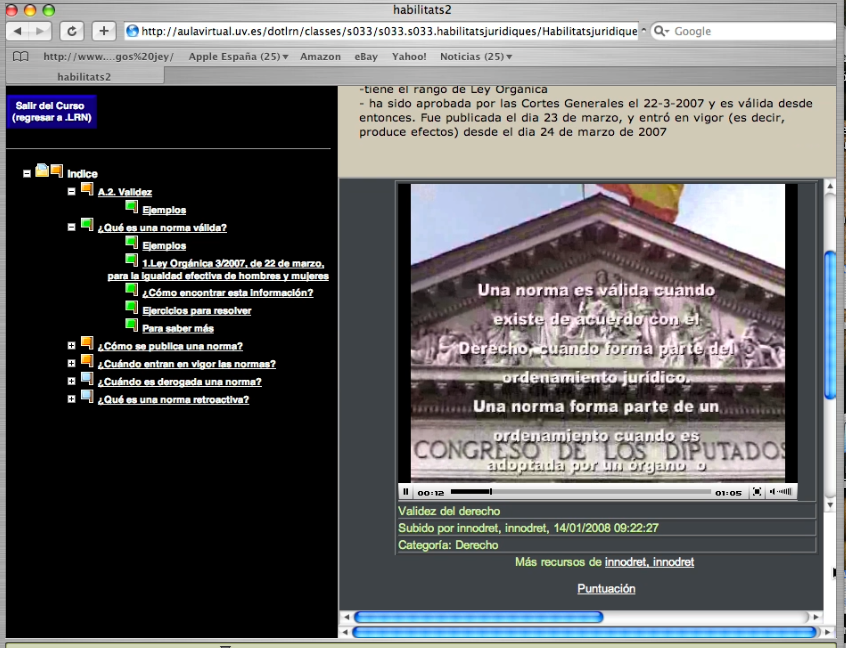 habilitats2
http://aulavirtual.uv.es/dotlrn/classes/s033/s033.s033.habilitatsjuridiques/Habilitatsjuridique
Google
http://www....gos%20jey/ Apple España (25) Amazon eBay Yahoo! Noticias (25)
habilitats2
Salir del Curso
(regresar a .LRN)
Indice
A.2. Validez
Ejemplos
¿Qué es una norma válida?
Ejemplos
1.Ley Orgánica 3/2007, de 22 de marzo,
para la igualdad efectiva de hombres y mujeres
¿Cómo encontrar esta información?
Ejercicios para resolver
Para saber más
¿Cómo se publica una norma?
¿Cuándo entran en vigor las normas?
¿Cuándo es derogada una norma?
¿Qué es una norma retroactiva?
-tiene el rango de Ley Orgánica
- ha sido aprobada por las Cortes Generales el 22-3-2007 y es válida desde
entonces. Fue publicada el dia 23 de marzo, y entró en vigor (es decir,
produce efectos) desde el dia 24 de marzo de 2007
Una norma es válida cuando
existe de acuerdo con el
Derecho, cuando forma parte del
ordenamiento jurídico.
Una norma forma parte de un
ordenamiento cuando es
CONGRESO DE LOS DIPUTADOS
adoptada por un órgano o
00:12 01:05
Validez del derecho
Subido por innodret, innodret, 14/01/2008 09:22:27
Categoría: Derecho
Más recursos de innodret, innodret
Puntuación